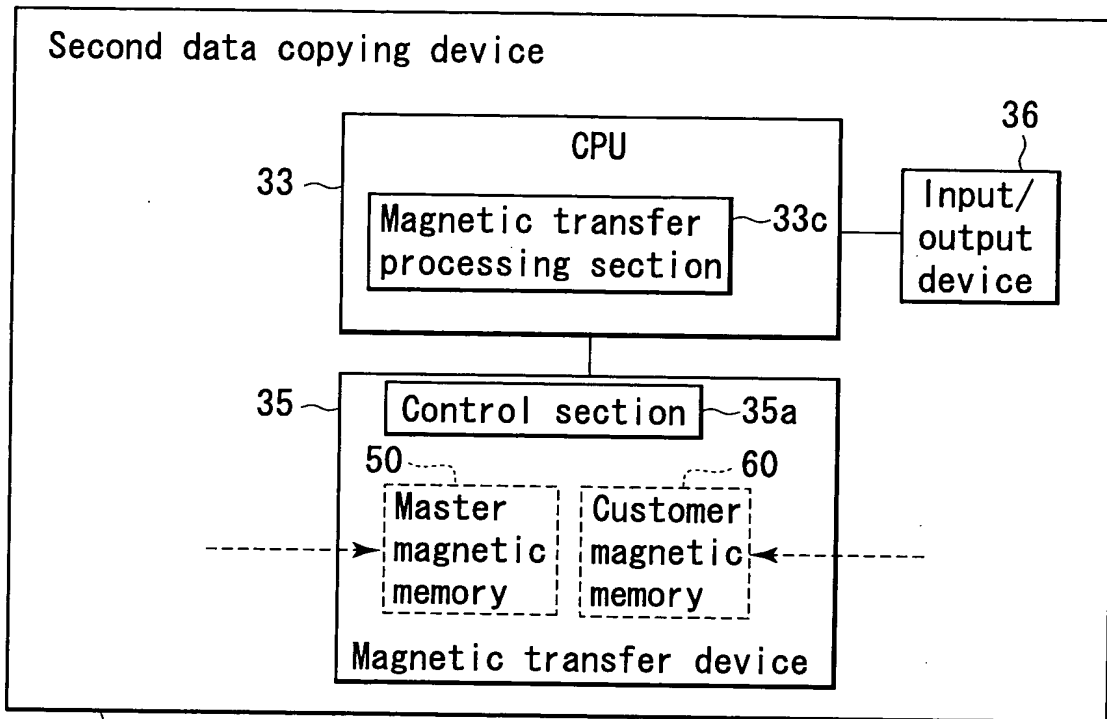 Second data copying device
36
CPU
33
Input/
output
device
Magnetic transfer
processing section
33c
35
Control section
35a
50
60
Master
magnetic
memory
Customer
magnetic
memory
Magnetic transfer device